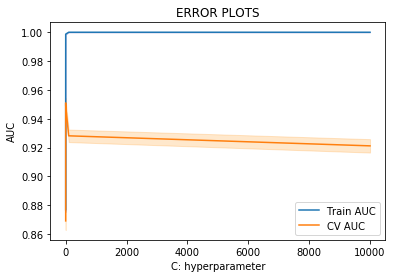 ERROR PLOTS
AUC
1.00
0.98
0.96
0.94
0.92
0.90
0.88
0.86
0 2000 4000 6000 8000 10000
C: hyperparameter
Train AUC
CV AUC